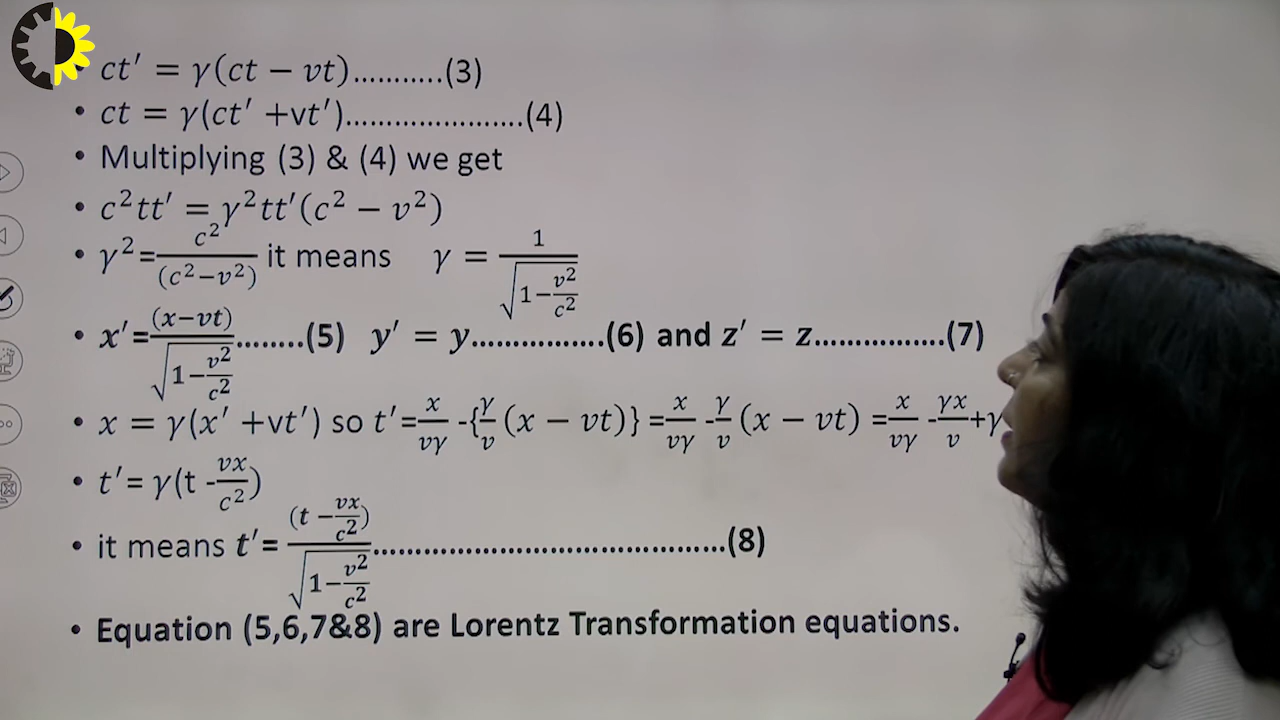 • ct′ = γ(ct − vt)...........(3)
• ct = γ(ct′ +vt′)......................(4)
• Multiplying (3) & (4) we get
• c²tt′ = γ²tt′(c² − v²)
• γ²=c²/(c²−v²) it means γ = 1/√(1−v²/c²)
• x′=(x−vt)/√(1−v²/c²)........(5) y′ = y................(6) and z′ = z................(7)
• x = γ(x′ +vt′) so t′=x/vγ -{γ/v(x − vt)} =x/vγ -γ/v(x − vt) =x/vγ -γx/v+γ
• t′= γ(t -vx/c²)
• it means t′= (t −vx/c²)/√(1−v²/c²)..........................................(8)
• Equation (5,6,7&8) are Lorentz Transformation equations.